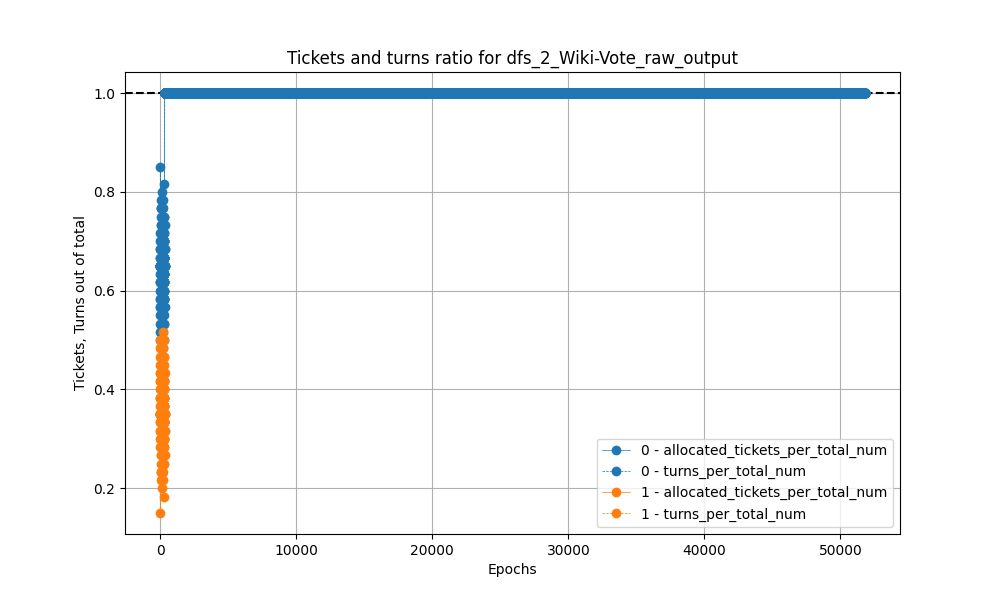 Tickets and turns ratio for dfs_2_Wiki-Vote_raw_output
1.0
0.8
0.6
0.4
0.2
Tickets, Turns out of total
0 - allocated_tickets_per_total_num
0 - turns_per_total_num
1 - allocated_tickets_per_total_num
1 - turns_per_total_num
0 10000 20000 30000 40000 50000
Epochs